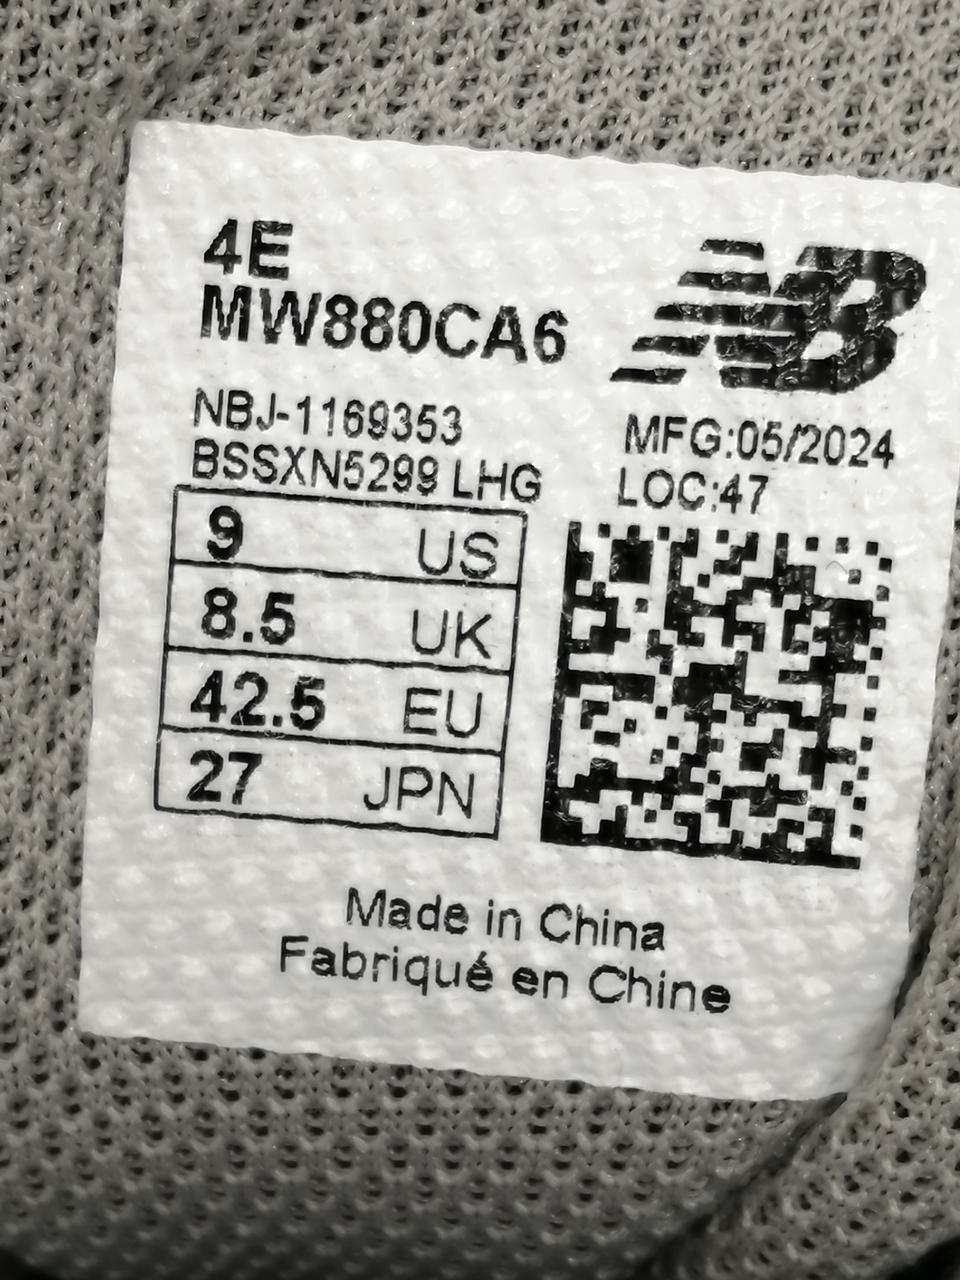 4E
MW880CA6
NB
NBJ-1169353
BSSXN5299 LHG
MFG:05/2024
LOC:47
9 US
8.5 UK
42.5 EU
27 JPN
Made in China
Fabriqué en Chine